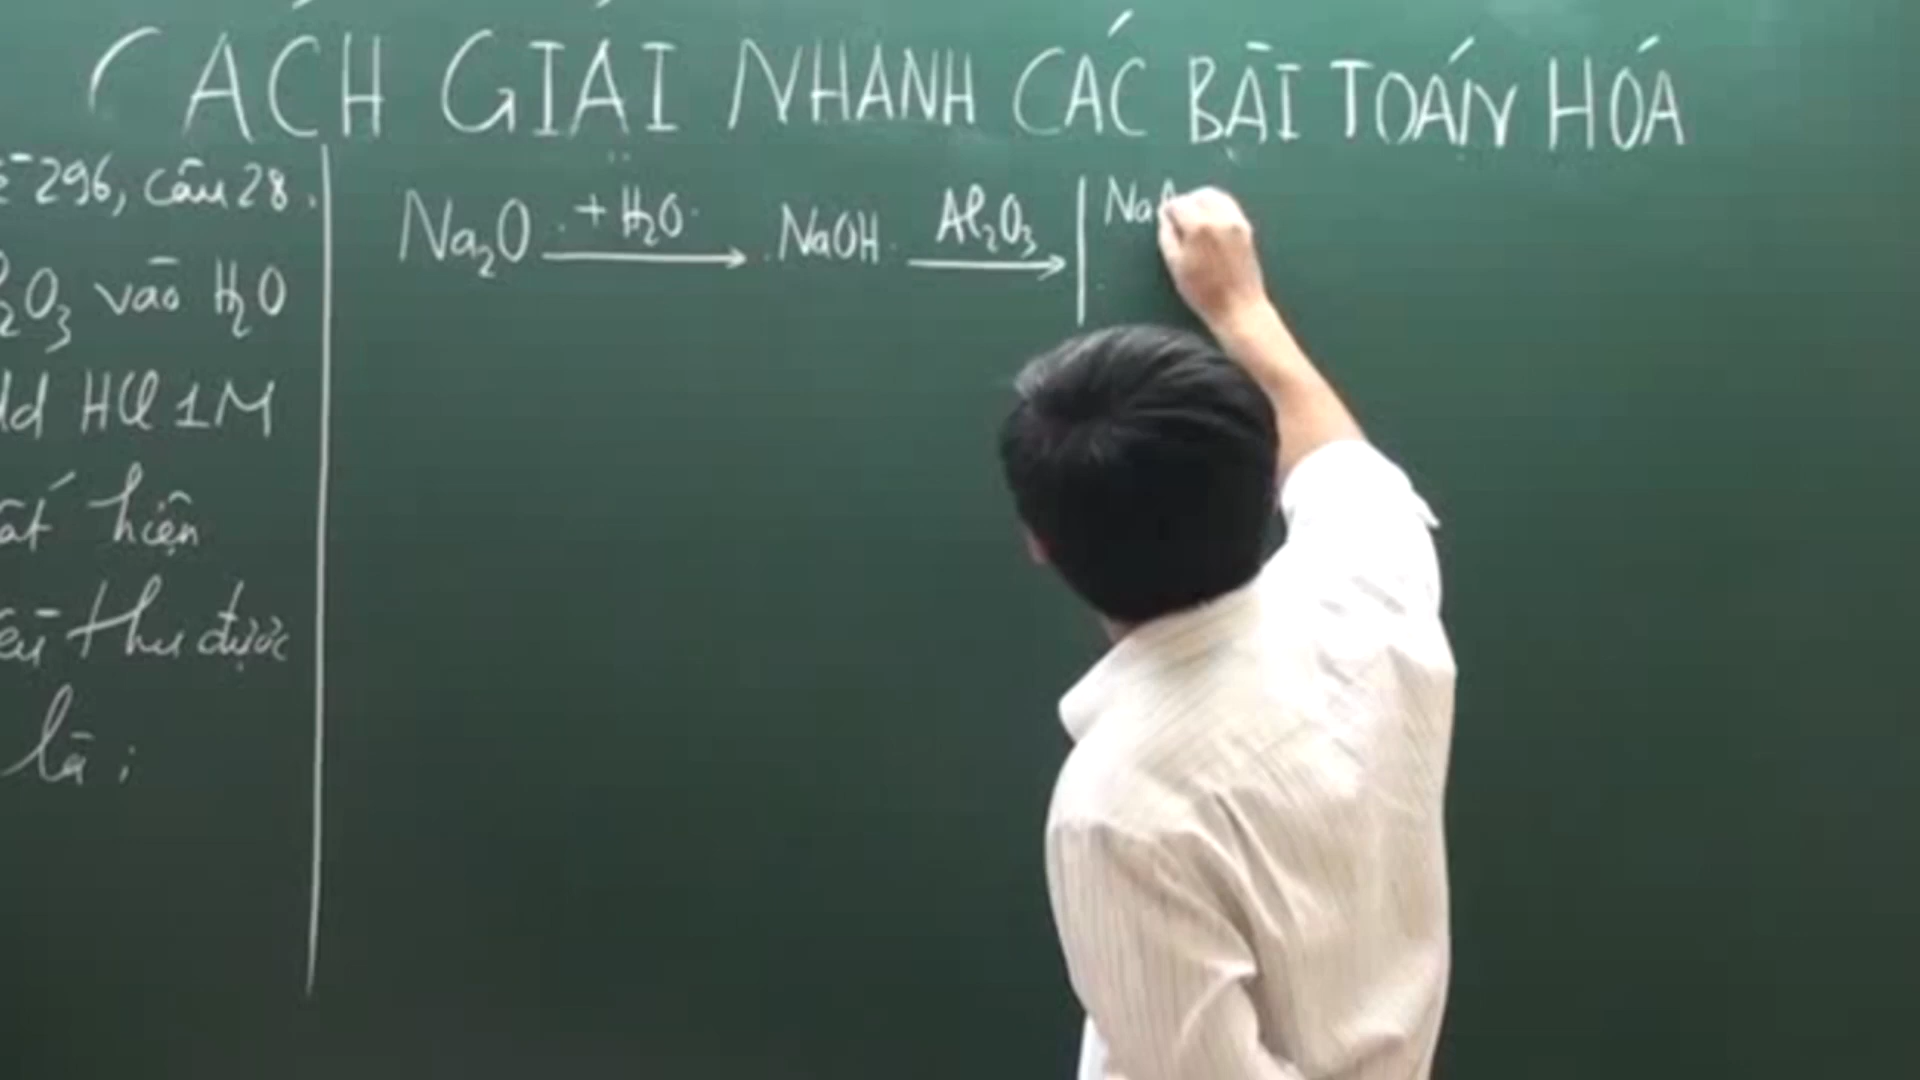 CÁCH GIẢI NHANH CÁC BÀI TOÁN HÓA
296, câu 28.
2O3 vào H2O
dd HCl 1M
hiện
thu được
là:
Na2O + H2O → NaOH Al2O3 → Na